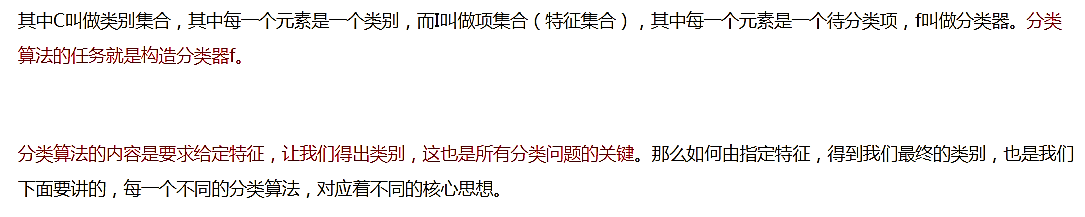 其中C叫做类别集合，其中每一个元素是一个类别，而I叫做项集合（特征集合），其中每一个元素是一个待分类项，f叫做分类器。分类
算法的任务就是构造分类器f。
分类算法的内容是要求给定特征，让我们得出类别，这也是所有分类问题的关键。那么如何由指定特征，得到我们最终的类别，也是我们
下面要讲的，每一个不同的分类算法，对应着不同的核心思想。